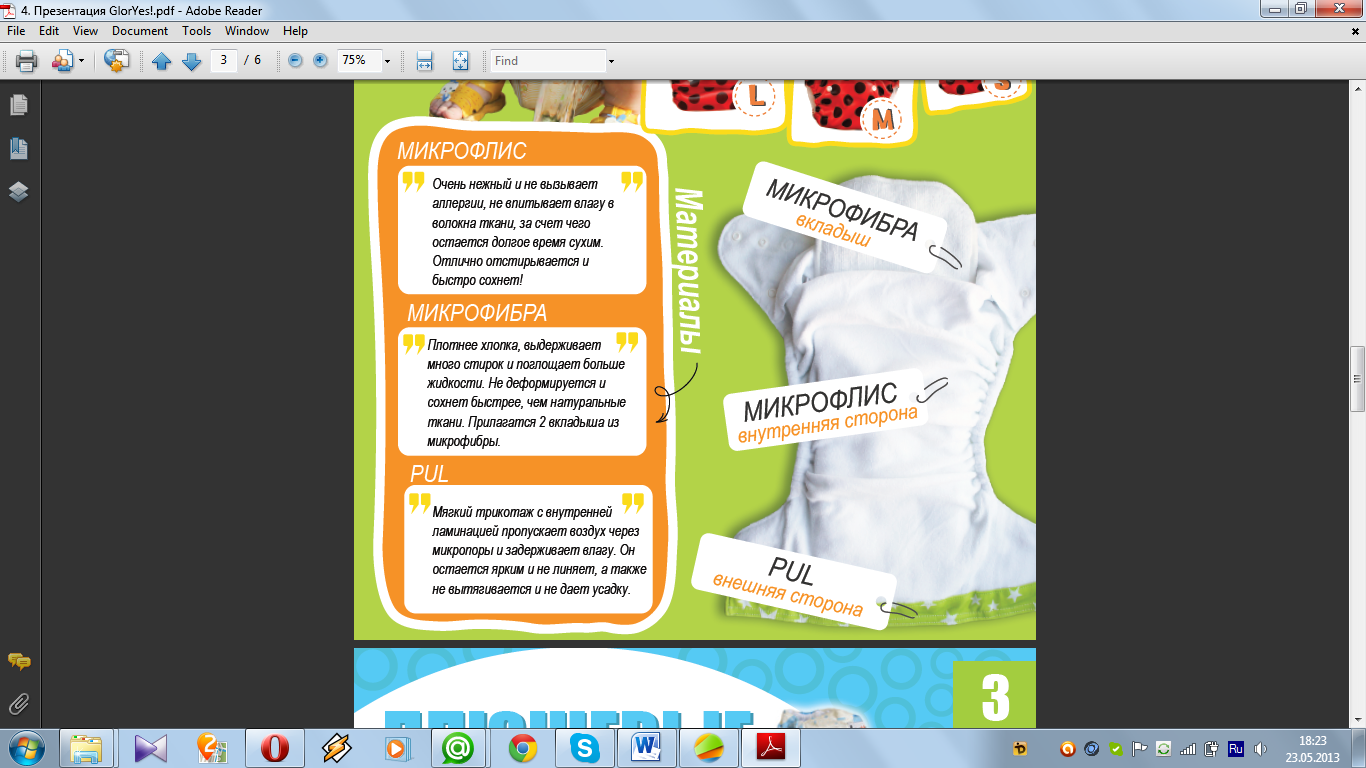 4. Презентация GlorYes!.pdf - Adobe Reader
File Edit View Document Tools Window Help
3 / 6 75% Find
L
M
S
МИКРОФЛИС
Очень нежный и не вызывает
аллергии, не впитывает влагу в
волокна ткани, за счет чего
остается долгое время сухим.
Отлично отстирывается и
быстро сохнет!
МИКРОФИБРА
Плотнее хлопка, выдерживает
много стирок и поглощает больше
жидкости. Не деформируется и
сохнет быстрее, чем натуральные
ткани. Прилагатся 2 вкладыша из
микрофибры.
PUL
Мягкий трикотаж с внутренней
ламинацией пропускает воздух через
микропоры и задерживает влагу. Он
остается ярким и не линяет, а также
не вытягивается и не дает усадку.
Материалы
МИКРОФИБРА
вкладыш
МИКРОФЛИС
внутренняя сторона
PUL
внешняя сторона
3
Ru
18:23
23.05.2013